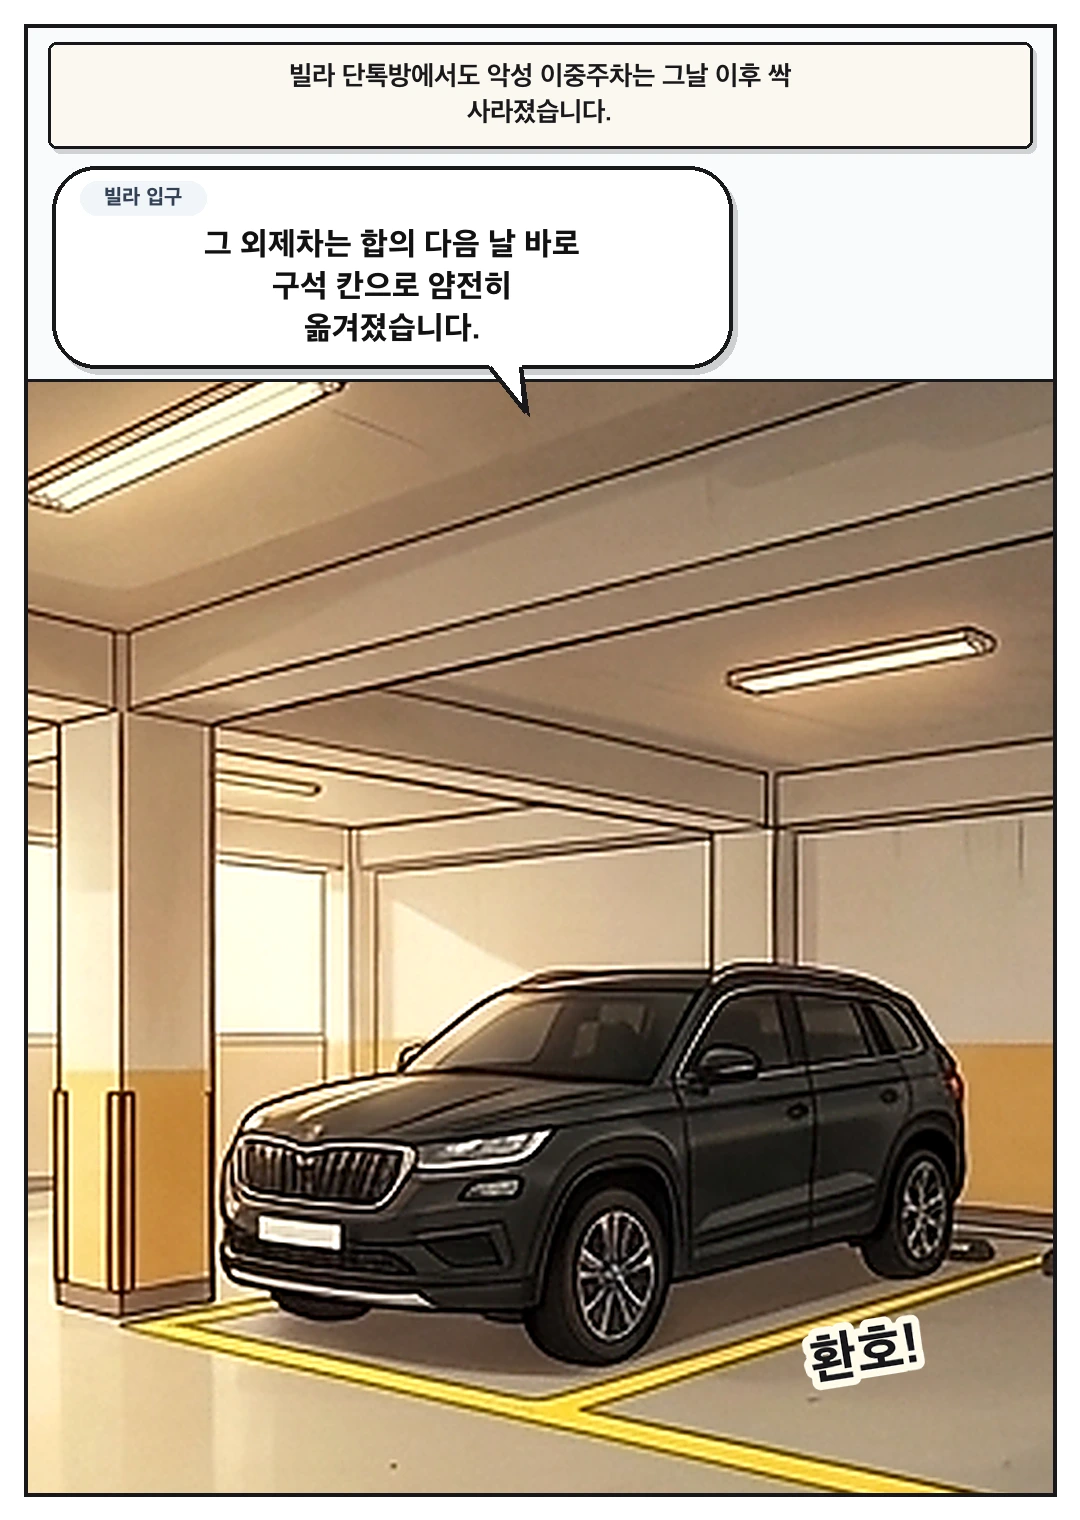 빌라 단톡방에서도 악성 이중주차는 그날 이후 싹
사라졌습니다.
빌라 입구
그 외제차는 합의 다음 날 바로
구석 칸으로 얌전히
옮겨졌습니다.
환호!